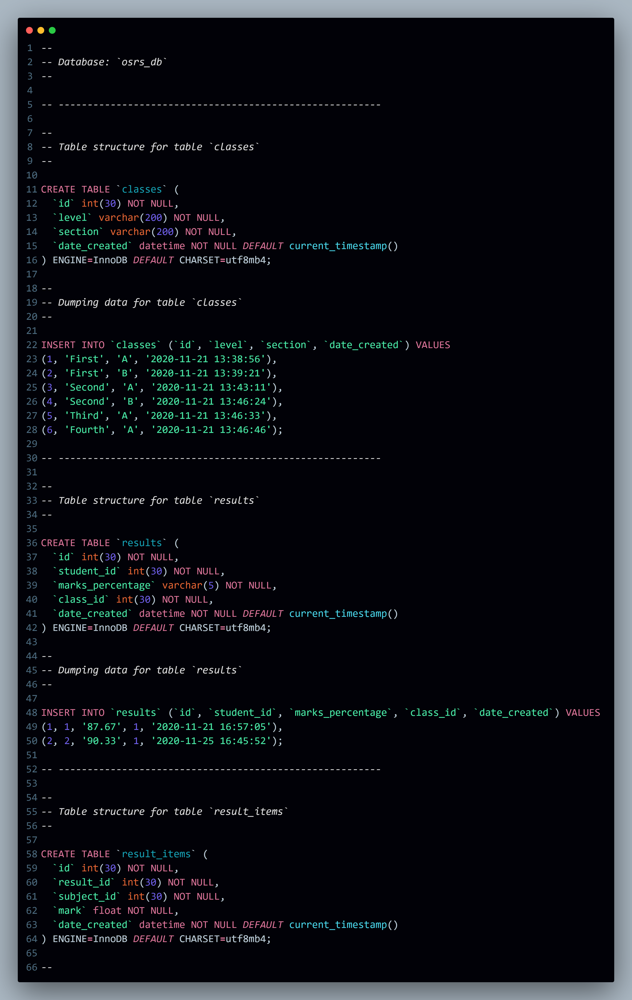 1 --
2 -- Database: `osrs_db`
3 --
4
5 -- --------------------------------------------------------
6
7 --
8 -- Table structure for table `classes`
9 --
10
11 CREATE TABLE `classes` (
12   `id` int(30) NOT NULL,
13   `level` varchar(200) NOT NULL,
14   `section` varchar(200) NOT NULL,
15   `date_created` datetime NOT NULL DEFAULT current_timestamp()
16 ) ENGINE=InnoDB DEFAULT CHARSET=utf8mb4;
17
18 --
19 -- Dumping data for table `classes`
20 --
21
22 INSERT INTO `classes` (`id`, `level`, `section`, `date_created`) VALUES
23 (1, 'First', 'A', '2020-11-21 13:38:56'),
24 (2, 'First', 'B', '2020-11-21 13:39:21'),
25 (3, 'Second', 'A', '2020-11-21 13:43:11'),
26 (4, 'Second', 'B', '2020-11-21 13:46:24'),
27 (5, 'Third', 'A', '2020-11-21 13:46:33'),
28 (6, 'Fourth', 'A', '2020-11-21 13:46:46');
29
30 -- --------------------------------------------------------
31
32 --
33 -- Table structure for table `results`
34 --
35
36 CREATE TABLE `results` (
37   `id` int(30) NOT NULL,
38   `student_id` int(30) NOT NULL,
39   `marks_percentage` varchar(5) NOT NULL,
40   `class_id` int(30) NOT NULL,
41   `date_created` datetime NOT NULL DEFAULT current_timestamp()
42 ) ENGINE=InnoDB DEFAULT CHARSET=utf8mb4;
43
44 --
45 -- Dumping data for table `results`
46 --
47
48 INSERT INTO `results` (`id`, `student_id`, `marks_percentage`, `class_id`, `date_created`) VALUES
49 (1, 1, '87.67', 1, '2020-11-21 16:57:05'),
50 (2, 2, '90.33', 1, '2020-11-25 16:45:52');
51
52 -- --------------------------------------------------------
53
54 --
55 -- Table structure for table `result_items`
56 --
57
58 CREATE TABLE `result_items` (
59   `id` int(30) NOT NULL,
60   `result_id` int(30) NOT NULL,
61   `subject_id` int(30) NOT NULL,
62   `mark` float NOT NULL,
63   `date_created` datetime NOT NULL DEFAULT current_timestamp()
64 ) ENGINE=InnoDB DEFAULT CHARSET=utf8mb4;
65
66 --